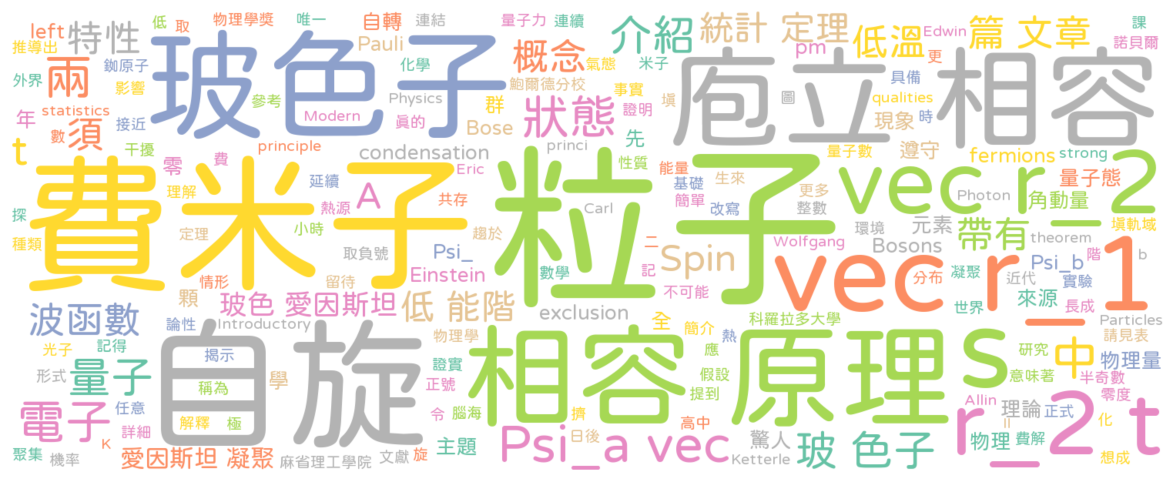 left 推導出 低 取 物理學獎 唯一 自轉 連結 量子力 連續 Edwin 課 諾貝爾
特性 Pauli 概念 介紹 統計 定理 pm 低溫 更 篇 文章
外界 釹原子 影響 化學 氣態 米子 鮑爾德分校 具備
兩 玻色子 參考 Physics 群 事實 證明 塡 圖 庖立 相容 qualities 時
statistics Modern 眞的 Bose 狀態 現象
年 數 須 接近 principle condensation princi 先 遵守 fermions strong
t 干擾 零 費 Eric 性質 能量 量子數 量子態
費米子 粒子 vec r_2
理解 延續 A 共存 基礎 生來 更多 Photon 角動量
探 熱源 Carl 簡單 改寫 整數 元素 塡軌域
種類 定理 小時 取負號 趨於 二 環境 帶有 theorem
Psi_ Spin Wolfgang Bosons Psi_b 階 b
情形 留待 Einstein 數學 記 不可能 vec r_1 分布 凝聚 近代 實驗
顆 玻色 愛因斯坦 低 能階 exclusion 世界 來源 長成
波函數 論性 Introductory 物理學 全 簡介 熱 科羅拉多大學 Particles
光子 記得 自旋 相容 原理 s 請見表
揭示 證實 應 假設 研究 中 物理量
形式 量子 稱為 學 正號 提到 意味著 半奇數
電子 任意 解釋 極 令 腦海 擠 高中 Allin 理論 正式 零度
詳細 Psi_a vec 日後 驚人 r_2 t 化
聚集 機率 K 愛因斯坦 凝聚 麻省理工學院 文獻 旋 主題 Ketterle 玻 色子 物理 II 費解 想成